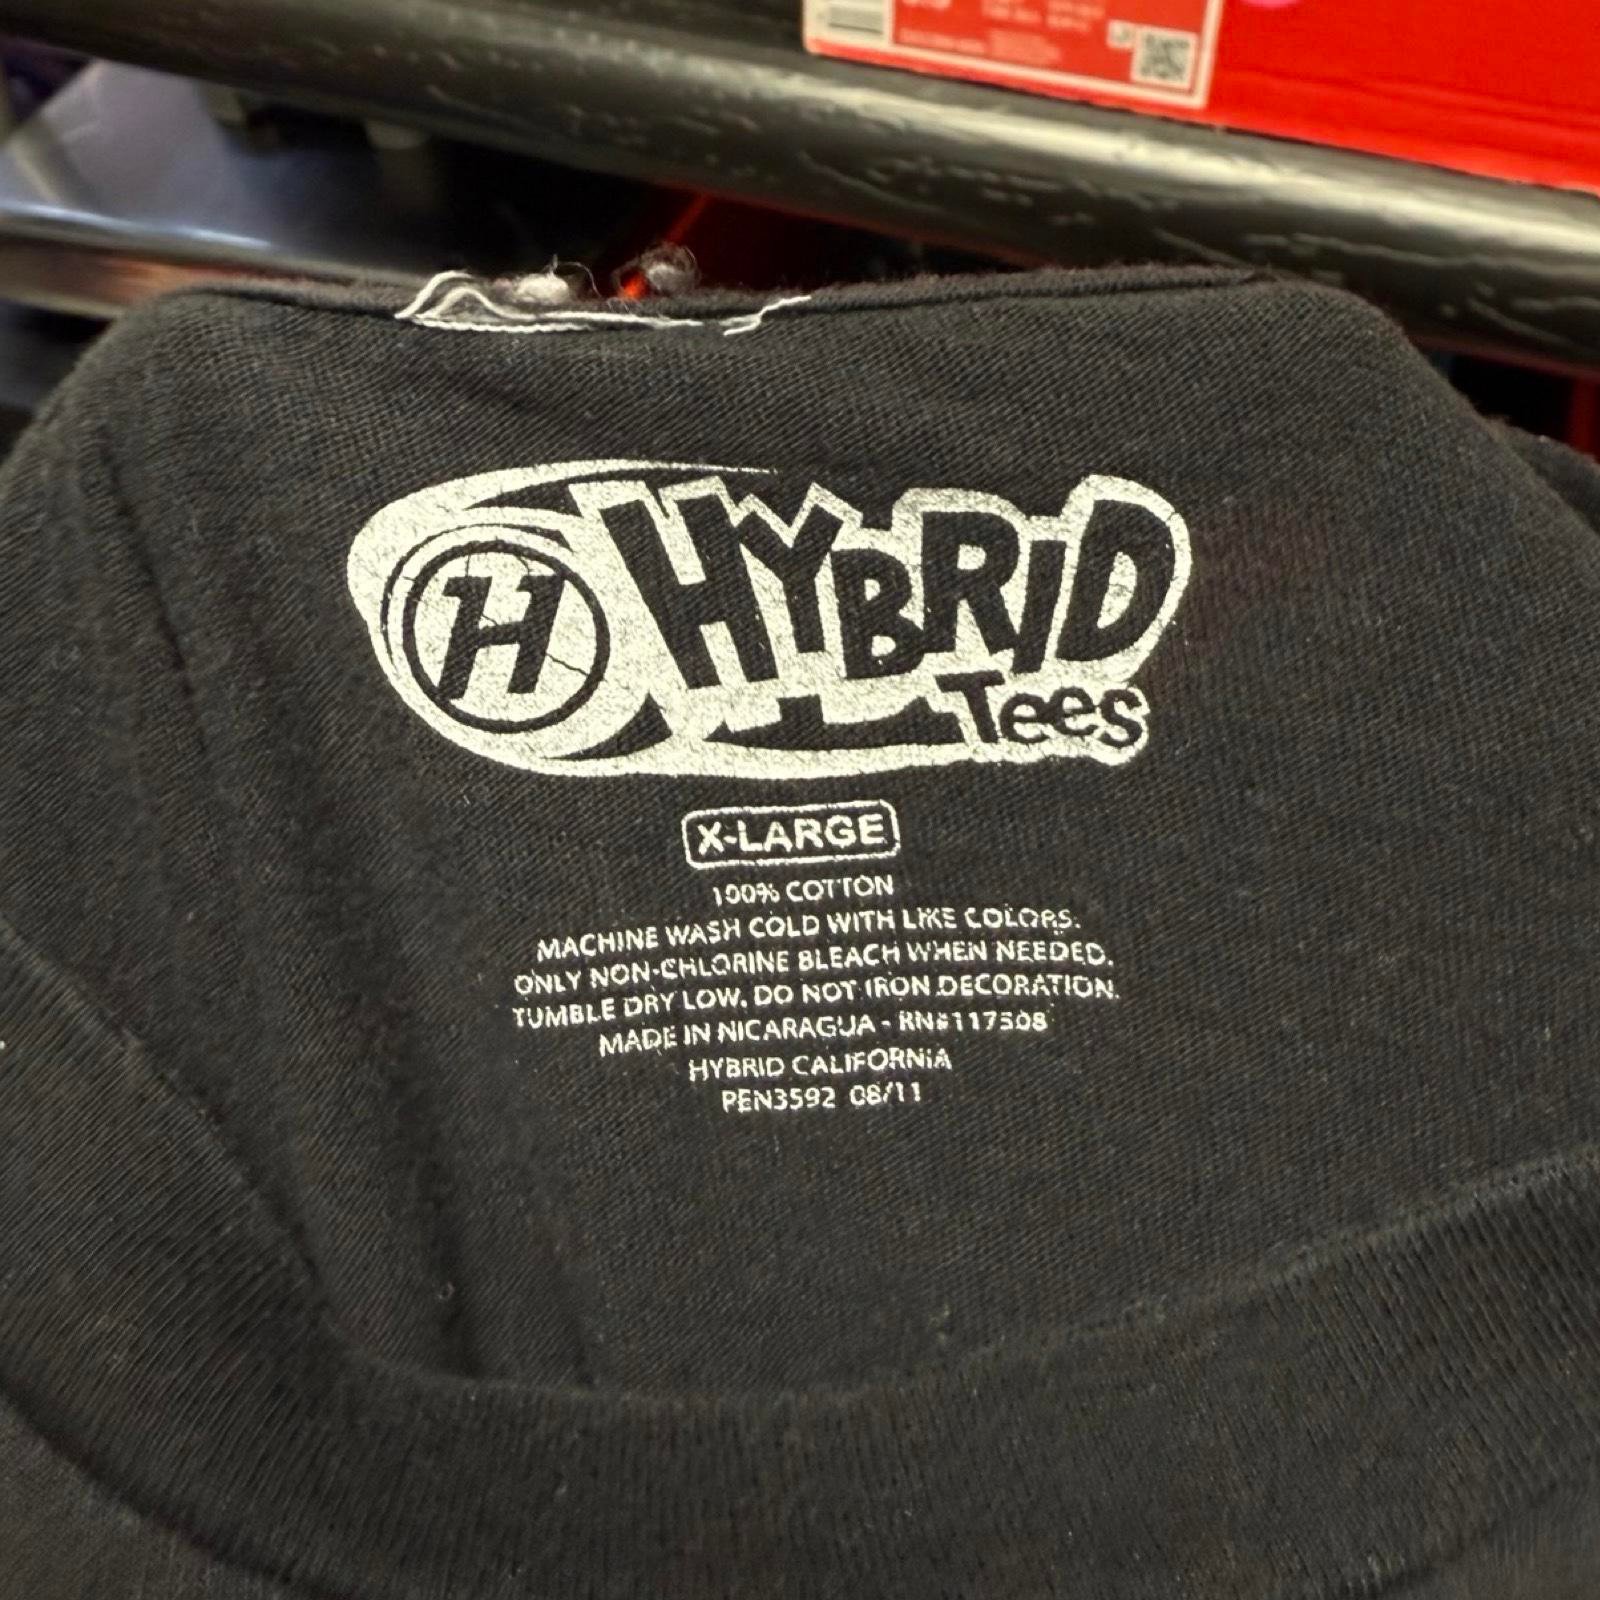 H HYBRID
Tees
X-LARGE
100% COTTON
MACHINE WASH COLD WITH LIKE COLORS.
ONLY NON-CHLORINE BLEACH WHEN NEEDED.
TUMBLE DRY LOW. DO NOT IRON DECORATION.
MADE IN NICARAGUA - RN#117508
HYBRID CALIFORNIA
PEN3592 08/11